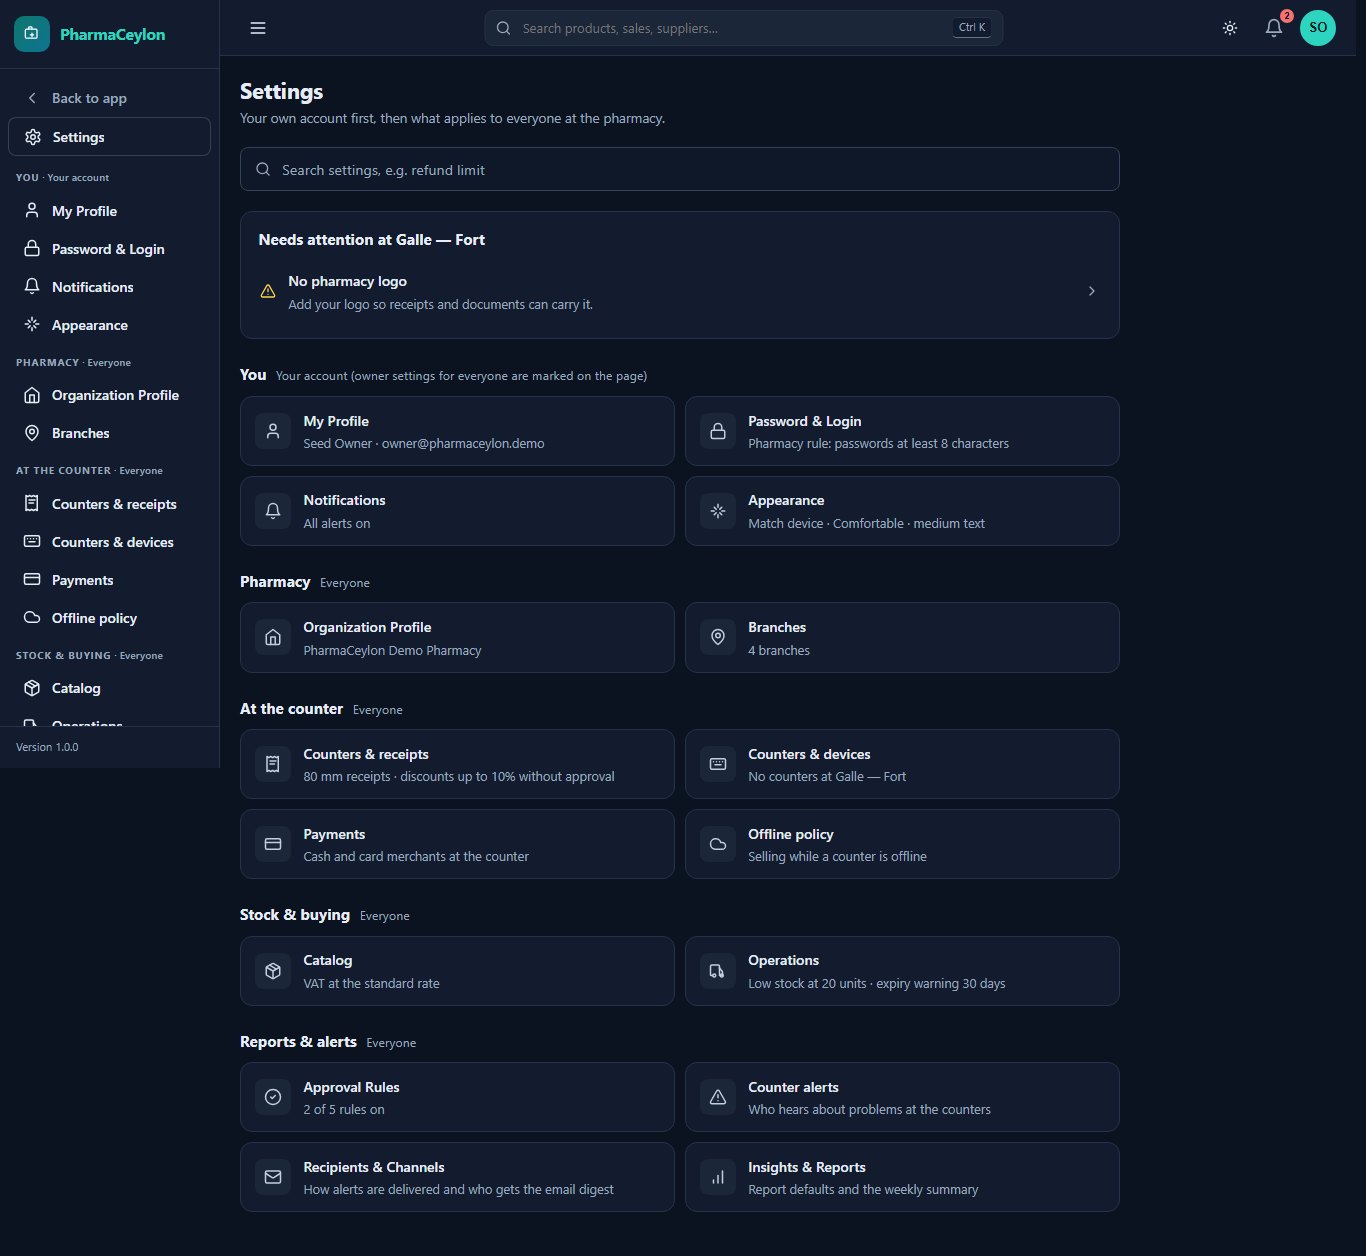 PharmaCeylon
Search products, sales, suppliers...
Ctrl K
2
SO
Back to app
Settings
YOU · Your account
My Profile
Password & Login
Notifications
Appearance
PHARMACY · Everyone
Organization Profile
Branches
AT THE COUNTER · Everyone
Counters & receipts
Counters & devices
Payments
Offline policy
STOCK & BUYING · Everyone
Catalog
Operations
Version 1.0.0
Settings
Your own account first, then what applies to everyone at the pharmacy.
Search settings, e.g. refund limit
Needs attention at Galle — Fort
No pharmacy logo
Add your logo so receipts and documents can carry it.
You Your account (owner settings for everyone are marked on the page)
My Profile
Seed Owner · owner@pharmaceylon.demo
Password & Login
Pharmacy rule: passwords at least 8 characters
Notifications
All alerts on
Appearance
Match device · Comfortable · medium text
Pharmacy Everyone
Organization Profile
PharmaCeylon Demo Pharmacy
Branches
4 branches
At the counter Everyone
Counters & receipts
80 mm receipts · discounts up to 10% without approval
Counters & devices
No counters at Galle — Fort
Payments
Cash and card merchants at the counter
Offline policy
Selling while a counter is offline
Stock & buying Everyone
Catalog
VAT at the standard rate
Operations
Low stock at 20 units · expiry warning 30 days
Reports & alerts Everyone
Approval Rules
2 of 5 rules on
Counter alerts
Who hears about problems at the counters
Recipients & Channels
How alerts are delivered and who gets the email digest
Insights & Reports
Report defaults and the weekly summary